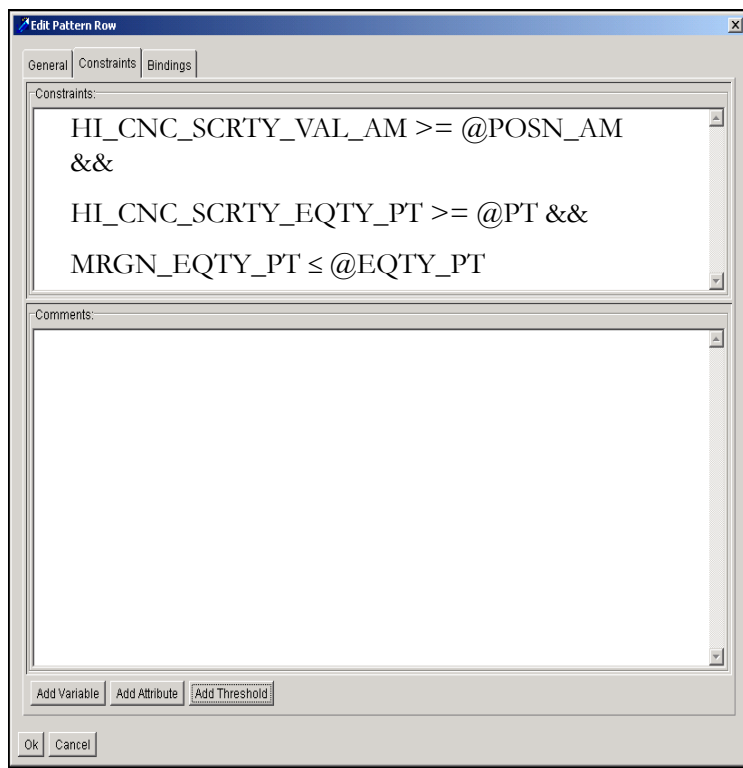 Edit Pattern Row
General Constraints Bindings
Constraints:
HI_CNC_SCRTY_VAL_AM >= @POSN_AM
&&
HI_CNC_SCRTY_EQTY_PT >= @PT &&
MRGN_EQTY_PT ≤ @EQTY_PT
Comments:
Add Variable Add Attribute Add Threshold
Ok Cancel